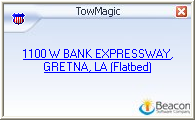 TowMagic
1100 W BANK EXPRESSWAY,
GRETNA, LA (Flatbed)
Beacon
Software Company